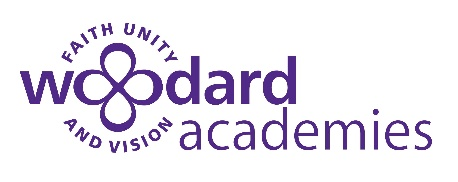 FAITH UNITY
woodard
AND VISION
academies